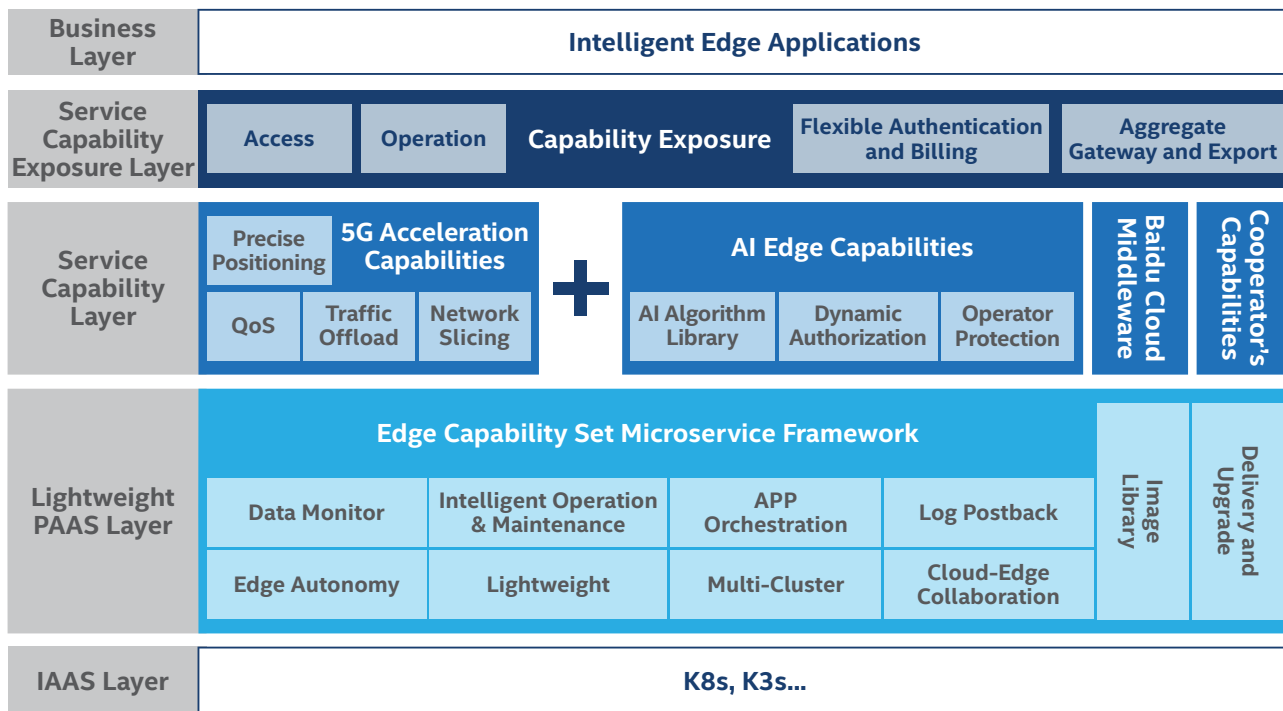 Business
Layer
Intelligent Edge Applications
Service
Capability
Exposure Layer
Access
Operation
Capability Exposure
Flexible Authentication
and Billing
Aggregate
Gateway and Export
Service
Capability
Layer
Precise
Positioning
5G Acceleration
Capabilities
QoS
Traffic
Offload
Network
Slicing
AI Edge Capabilities
AI Algorithm
Library
Dynamic
Authorization
Operator
Protection
Baidu Cloud
Middleware
Cooperator's
Capabilities
Lightweight
PAAS Layer
Edge Capability Set Microservice Framework
Data Monitor
Intelligent Operation
& Maintenance
APP
Orchestration
Log Postback
Edge Autonomy
Lightweight
Multi-Cluster
Cloud-Edge
Collaboration
Image
Library
Delivery and
Upgrade
IAAS Layer
K8s, K3s...